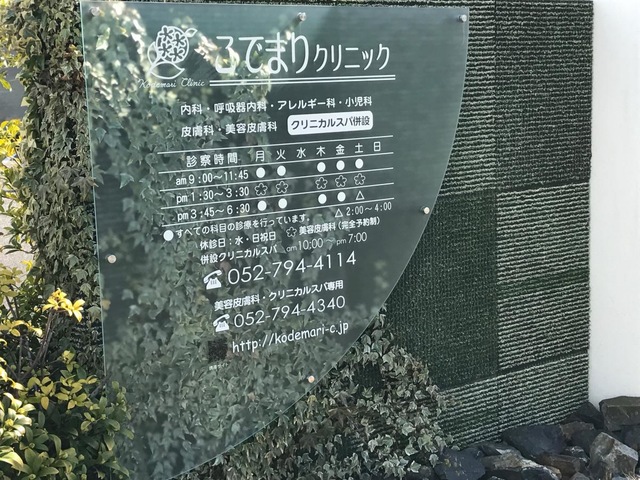 Kodemari Clinic
こでまりクリニック
内科・呼吸器内科・アレルギー科・小児科
皮膚科・美容皮膚科 クリニカルスパ併設
診察時間 月 火 水 木 金 土 日
am 9:00〜11:45 ● ● ● ● ●
pm 1:30〜3:30
pm 3:45〜6:30 ● ● ● ● △
●すべての科目の診療を行っています。 △2:00〜4:00
休診日：水・日祝日 美容皮膚科(完全予約制)
併設クリニカルスパ am10:00〜pm7:00
☎052-794-4114
美容皮膚科・クリニカルスパ専用
☎052-794-4340
http://kodemari-c.jp